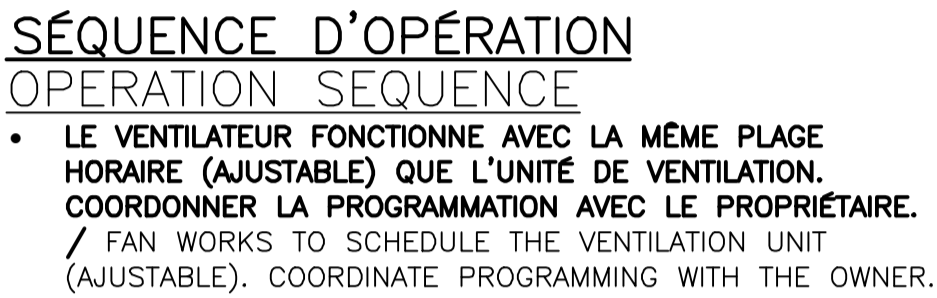 SÉQUENCE D'OPÉRATION
OPERATION SEQUENCE
• LE VENTILATEUR FONCTIONNE AVEC LA MÊME PLAGE
HORAIRE (AJUSTABLE) QUE L'UNITÉ DE VENTILATION.
COORDONNER LA PROGRAMMATION AVEC LE PROPRIÉTAIRE.
/ FAN WORKS TO SCHEDULE THE VENTILATION UNIT
(AJUSTABLE). COORDINATE PROGRAMMING WITH THE OWNER.